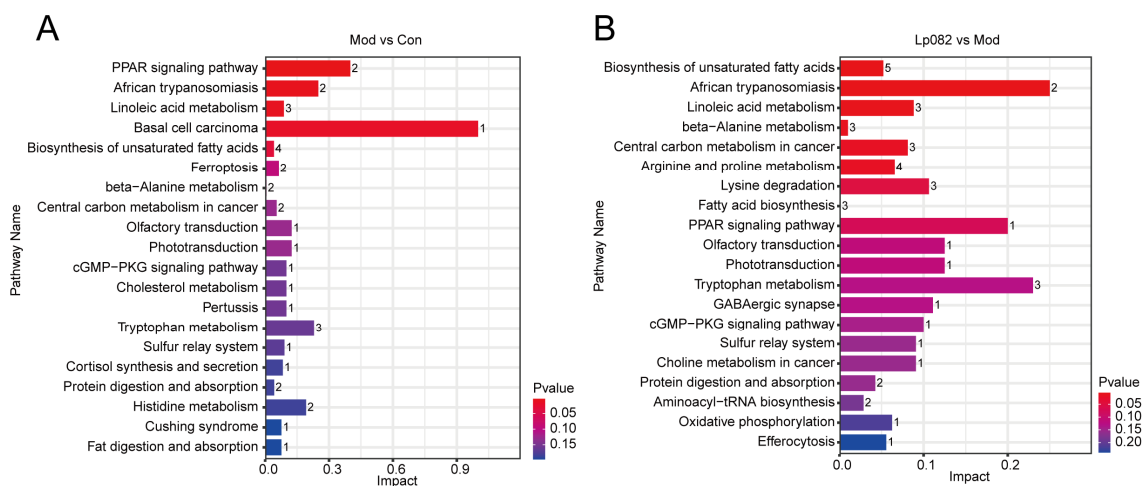 A
Mod vs Con
Pathway Name
PPAR signaling pathway 2
African trypanosomiasis 2
Linoleic acid metabolism 3
Basal cell carcinoma 1
Biosynthesis of unsaturated fatty acids 4
Ferroptosis 2
beta−Alanine metabolism 2
Central carbon metabolism in cancer 2
Olfactory transduction 1
Phototransduction 1
cGMP−PKG signaling pathway 1
Cholesterol metabolism 1
Pertussis 1
Tryptophan metabolism 3
Sulfur relay system 1
Cortisol synthesis and secretion 1
Protein digestion and absorption 2
Histidine metabolism 2
Cushing syndrome 1
Fat digestion and absorption 1
0.0 0.3 0.6 0.9
Impact
Pvalue
0.05
0.10
0.15
B
Lp082 vs Mod
Pathway Name
Biosynthesis of unsaturated fatty acids 5
African trypanosomiasis 2
Linoleic acid metabolism 3
beta−Alanine metabolism 3
Central carbon metabolism in cancer 3
Arginine and proline metabolism 4
Lysine degradation 3
Fatty acid biosynthesis 3
PPAR signaling pathway 1
Olfactory transduction 1
Phototransduction 1
Tryptophan metabolism 3
GABAergic synapse 1
cGMP−PKG signaling pathway 1
Sulfur relay system 1
Choline metabolism in cancer 1
Protein digestion and absorption 2
Aminoacyl−tRNA biosynthesis 2
Oxidative phosphorylation 1
Efferocytosis 1
0.0 0.1 0.2
Impact
Pvalue
0.05
0.10
0.15
0.20